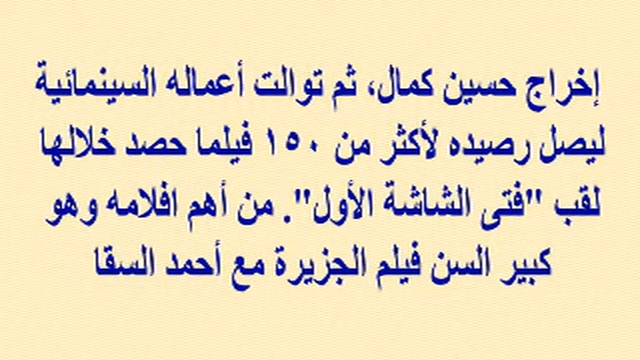 إخراج حسين كمال، ثم توالت أعماله السينمائية
ليصل رصيده لأكثر من ١٥٠ فيلما حصد خلالها
لقب "فتى الشاشة الأول". من أهم افلامه وهو
كبير السن فيلم الجزيرة مع أحمد السقا